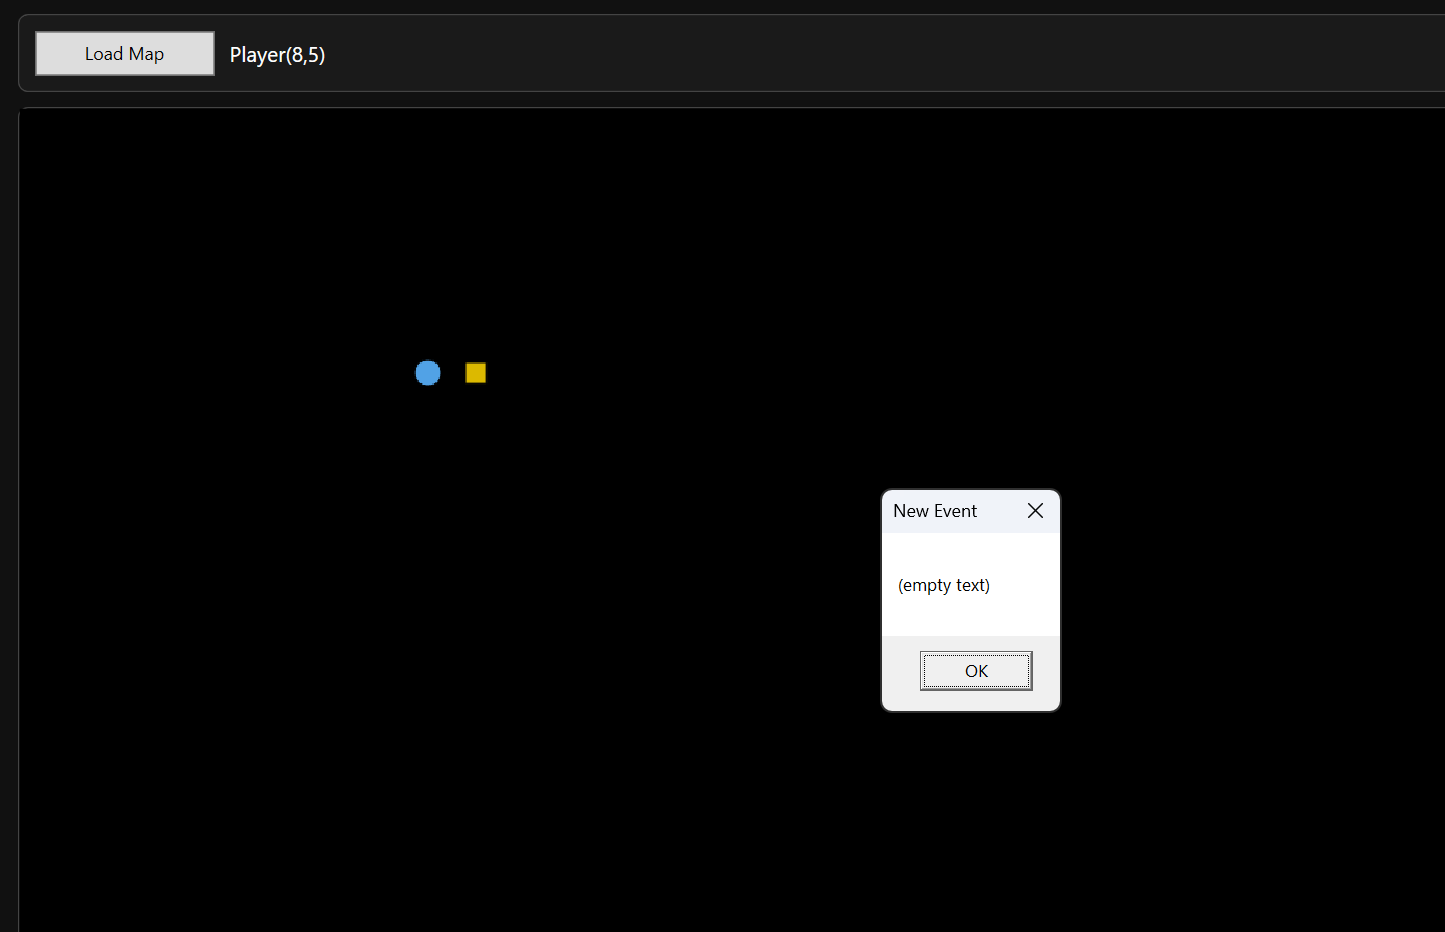 Load Map
Player(8,5)
New Event
(empty text)
OK